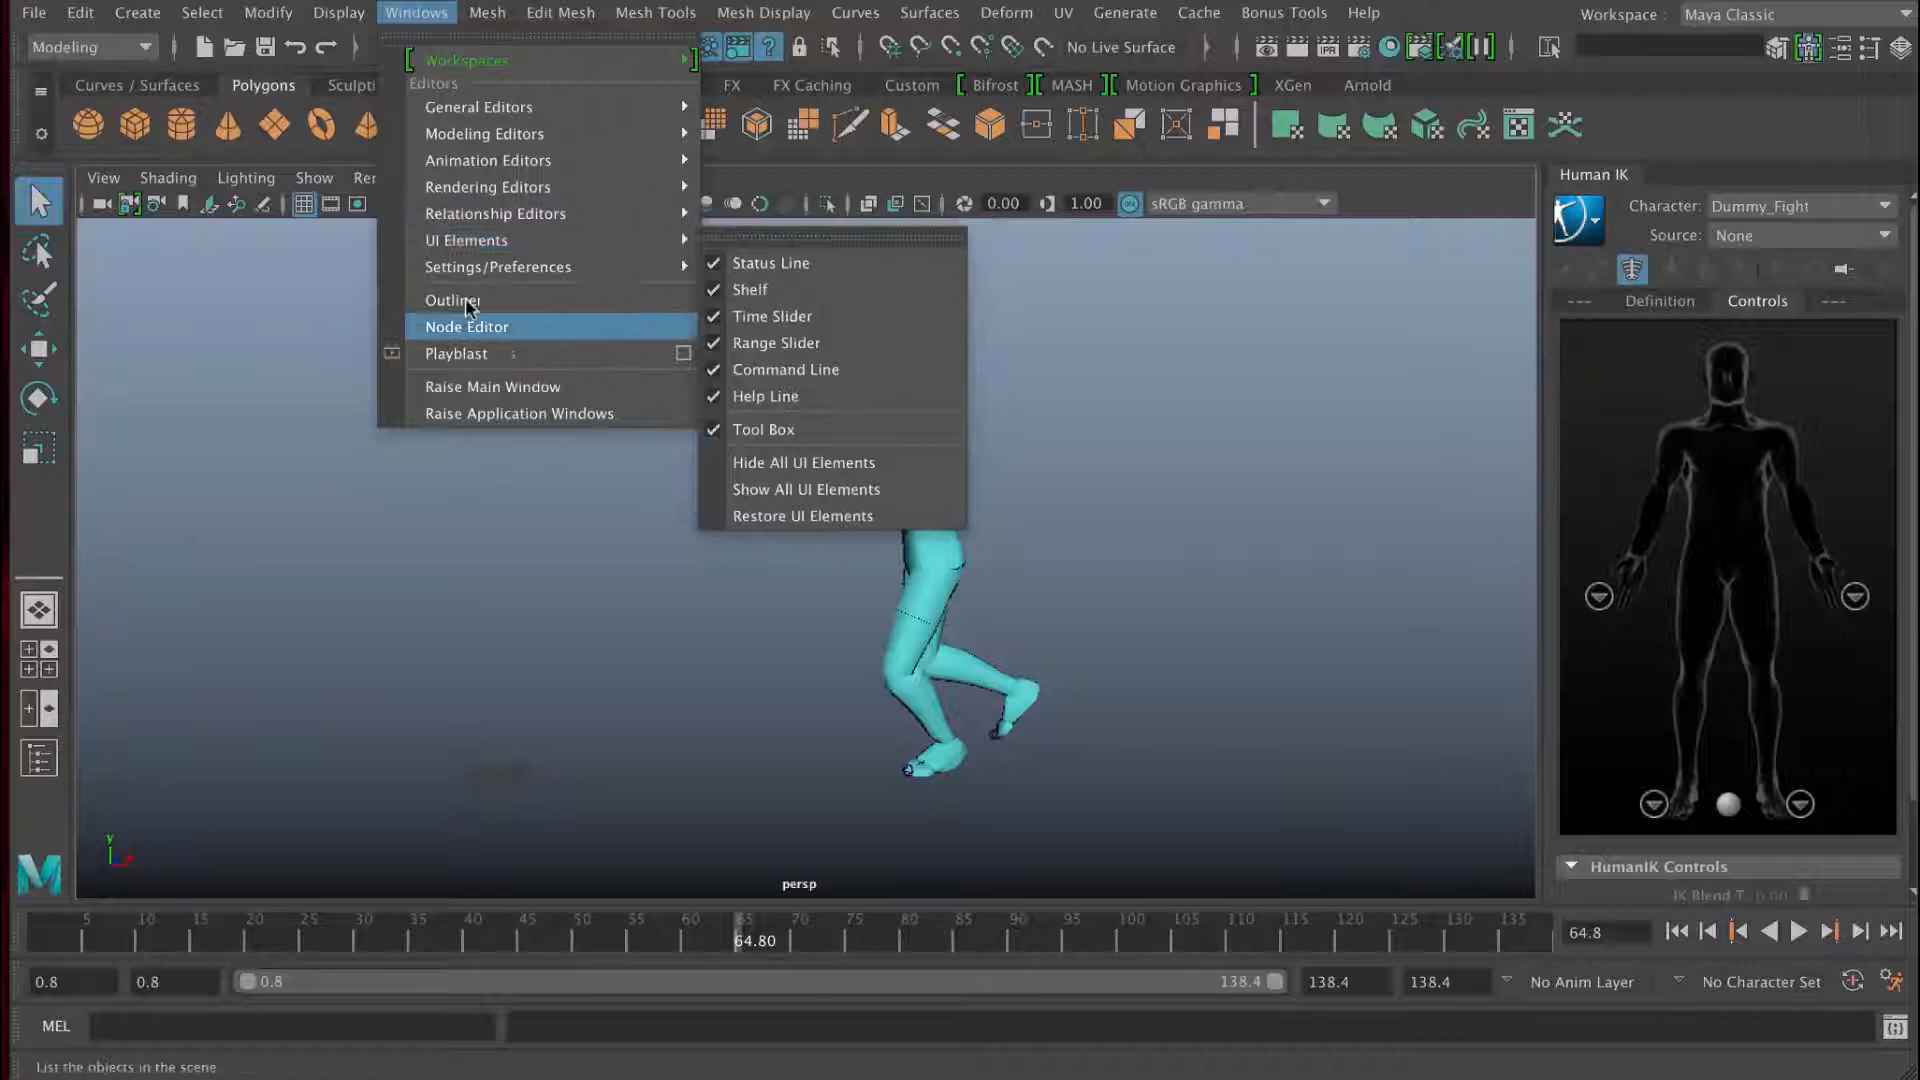 File Edit Create Select Modify Display Windows Mesh Edit Mesh Mesh Tools Mesh Display Curves Surfaces Deform UV Generate Cache Bonus Tools Help Workspace : Maya Classic
Modeling No Live Surface
Curves / Surfaces Polygons Sculpti FX FX Caching Custom Bifrost MASH Motion Graphics XGen Arnold
Workspaces
Editors
General Editors
Modeling Editors
Animation Editors
Rendering Editors
Relationship Editors
UI Elements
Settings/Preferences
Outliner
Node Editor
Playblast
Raise Main Window
Raise Application Windows
Status Line
Shelf
Time Slider
Range Slider
Command Line
Help Line
Tool Box
Hide All UI Elements
Show All UI Elements
Restore UI Elements
View Shading Lighting Show Ren
IPR
0.00 1.00 ON sRGB gamma
Human IK
Character: Dummy_Fight
Source: None
Definition Controls
HumanIK Controls
IK Blend T 0.00
y
persp
5 10 15 20 25 30 35 40 45 50 55 60 65 70 75 80 85 90 95 100 105 110 115 120 125 130 135
64.80
64.8
0.8 0.8 0.8 138.4 138.4 138.4 No Anim Layer No Character Set
MEL
List the objects in the scene